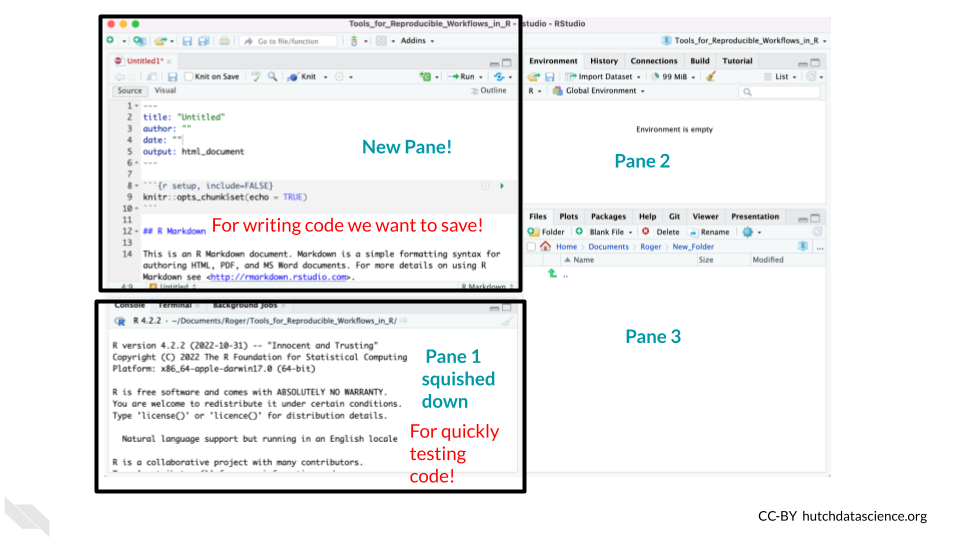 Tools_for_Reproducible_Workflows_in_R - studio - RStudio
Go to file/function
Addins
Tools_for_Reproducible_Workflows_in_R
Untitled1*
Knit on Save
Knit
Run
Source Visual
Outline
1 ---
2 title: "Untitled"
3 author: ""
4 date: ""
5 output: html_document
6 ---
7
8 ```{r setup, include=FALSE}
9 knitr::opts_chunk$set(echo = TRUE)
10 ```
11
12 ## R Markdown
13
14 This is an R Markdown document. Markdown is a simple formatting syntax for
authoring HTML, PDF, and MS Word documents. For more details on using R
Markdown see <http://rmarkdown.rstudio.com>.
4:9 Untitled R Markdown
New Pane!
For writing code we want to save!
Console Terminal Background Jobs
R 4.2.2 · ~/Documents/Roger/Tools_for_Reproducible_Workflows_in_R/
R version 4.2.2 (2022-10-31) -- "Innocent and Trusting"
Copyright (C) 2022 The R Foundation for Statistical Computing
Platform: x86_64-apple-darwin17.0 (64-bit)
R is free software and comes with ABSOLUTELY NO WARRANTY.
You are welcome to redistribute it under certain conditions.
Type 'license()' or 'licence()' for distribution details.
Natural language support but running in an English locale
R is a collaborative project with many contributors.
Pane 1
squished
down
For quickly
testing
code!
Environment History Connections Build Tutorial
Import Dataset 99 MiB List
R Global Environment
Environment is empty
Pane 2
Files Plots Packages Help Git Viewer Presentation
Folder Blank File Delete Rename
Home Documents Roger New_Folder
Name Size Modified
..
Pane 3
CC-BY hutchdatascience.org